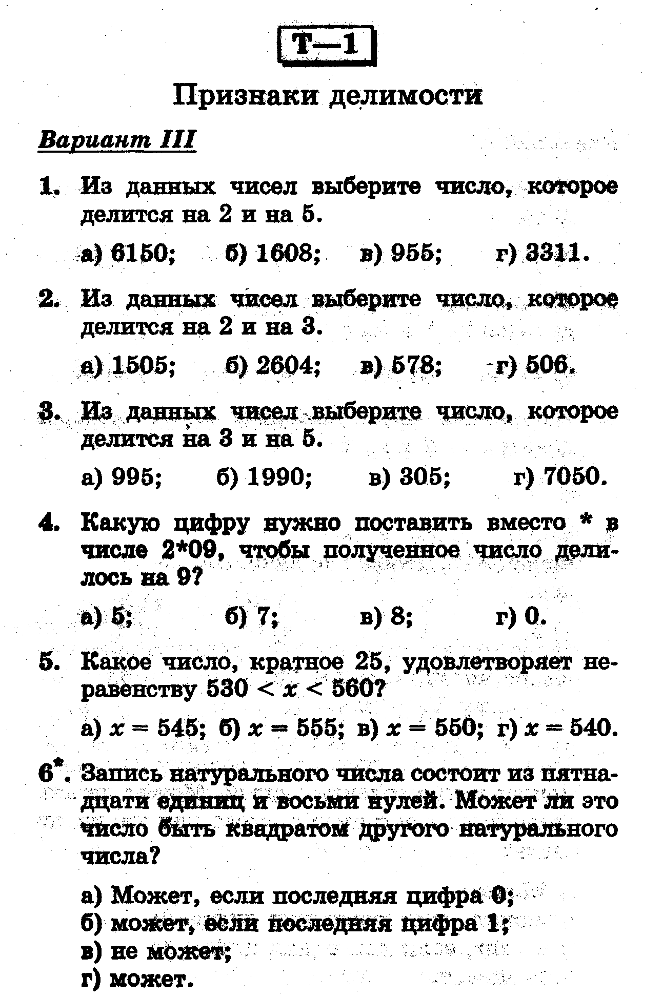 Т—1
Признаки делимости
Вариант III
1. Из данных чисел выберите число, которое
делится на 2 и на 5.
а) 6150; б) 1608; в) 955; г) 3311.
2. Из данных чисел выберите число, которое
делится на 2 и на 3.
а) 1505; б) 2604; в) 578; г) 506.
3. Из данных чисел выберите число, которое
делится на 3 и на 5.
а) 995; б) 1990; в) 305; г) 7050.
4. Какую цифру нужно поставить вместо * в
числе 2*09, чтобы полученное число дели-
лось на 9?
а) 5; б) 7; в) 8; г) 0.
5. Какое число, кратное 25, удовлетворяет не-
равенству 530 < x < 560?
а) x = 545; б) x = 555; в) x = 550; г) x = 540.
6*. Запись натурального числа состоит из пятна-
дцати единиц и восьми нулей. Может ли это
число быть квадратом другого натурального
числа?
а) Может, если последняя цифра 0;
б) может, если последняя цифра 1;
в) не может;
г) может.